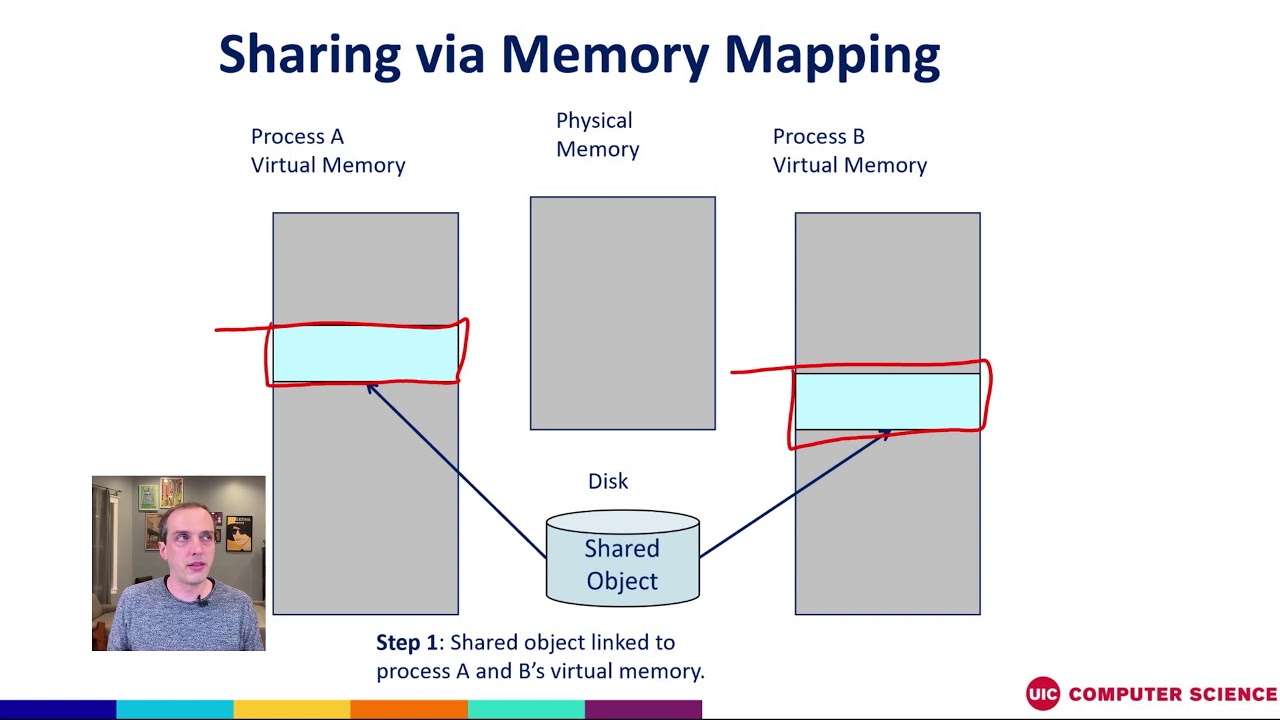 Sharing via Memory Mapping
Process A
Virtual Memory
Physical
Memory
Process B
Virtual Memory
Disk
Shared
Object
Step 1: Shared object linked to
process A and B’s virtual memory.
UIC COMPUTER SCIENCE